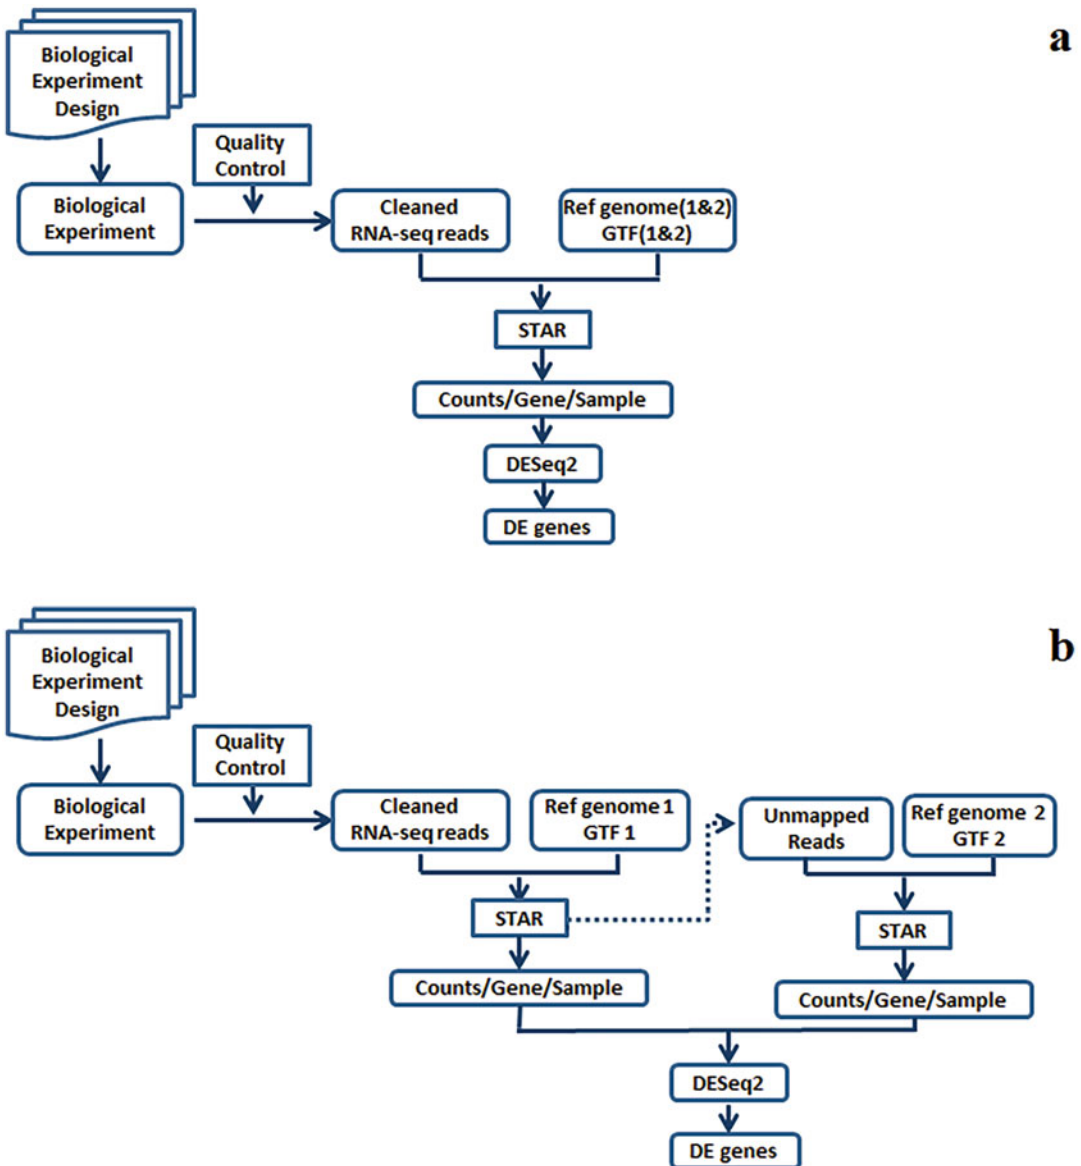 a
Biological
Experiment
Design
Quality
Control
Biological
Experiment
Cleaned
RNA-seq reads
Ref genome(1&2)
GTF(1&2)
STAR
Counts/Gene/Sample
DESeq2
DE genes
b
Biological
Experiment
Design
Quality
Control
Biological
Experiment
Cleaned
RNA-seq reads
Ref genome 1
GTF 1
Unmapped
Reads
Ref genome 2
GTF 2
STAR
STAR
Counts/Gene/Sample
Counts/Gene/Sample
DESeq2
DE genes